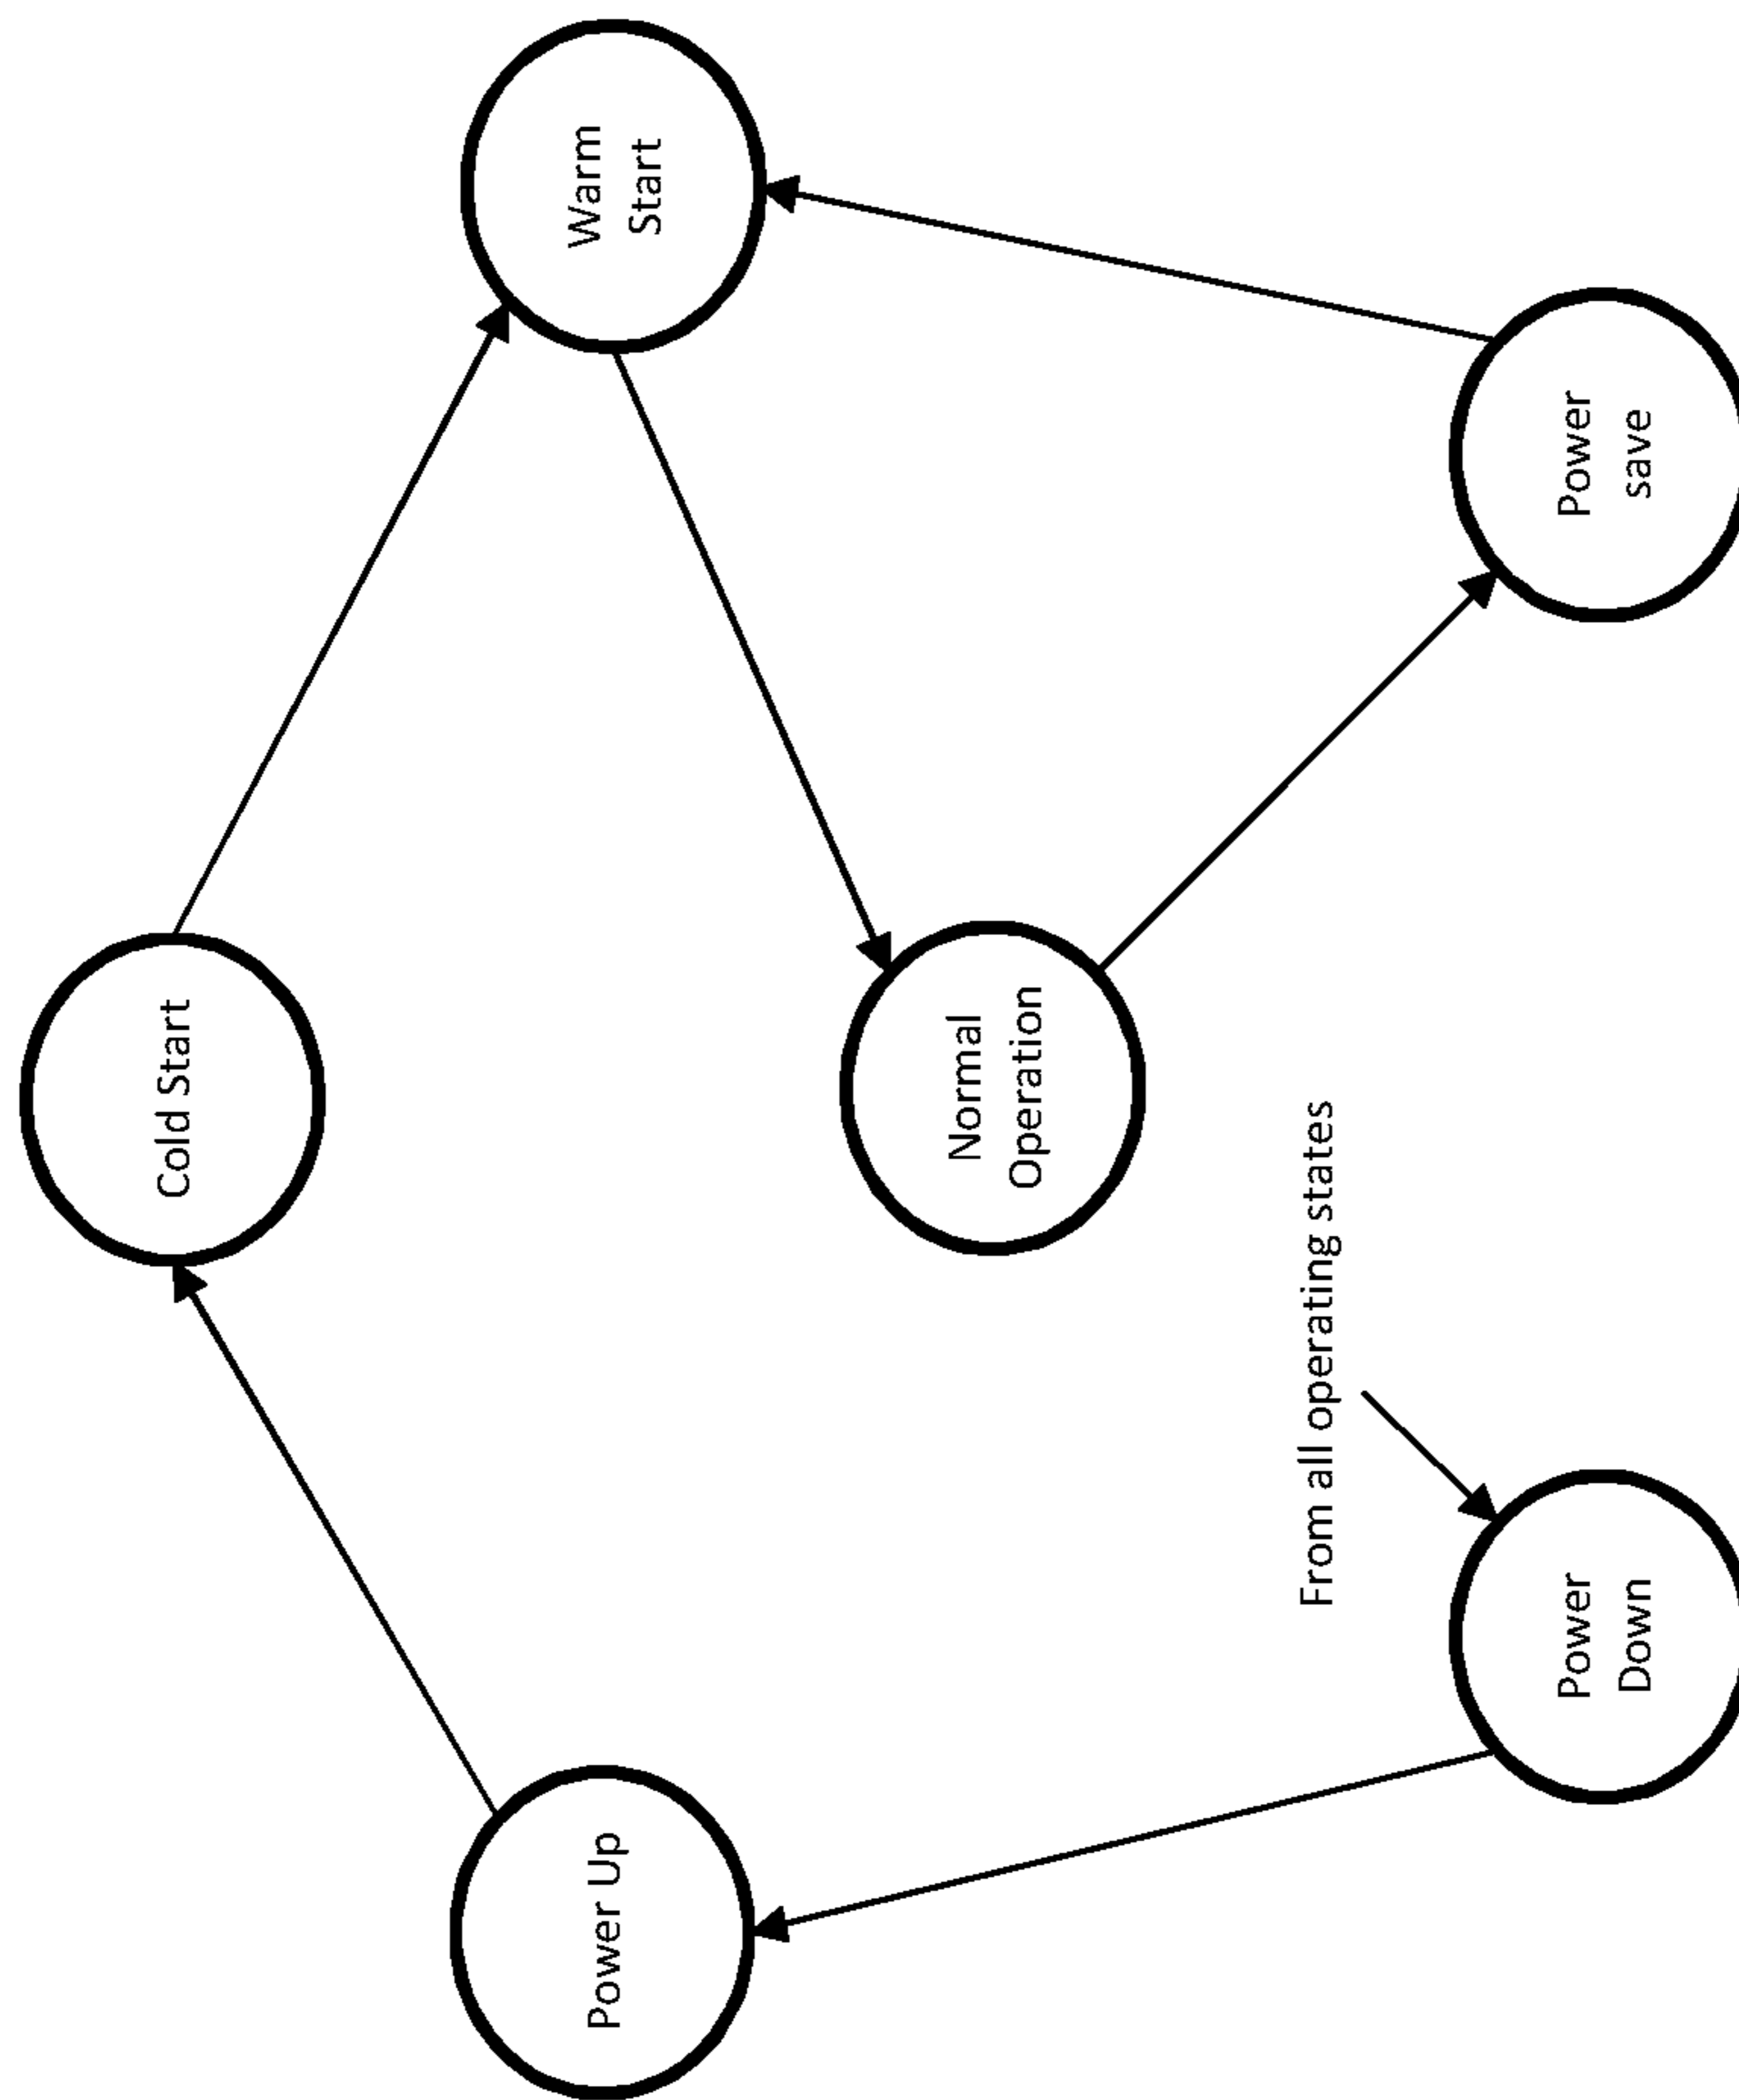 Cold Start
Power Up
Warm
Start
Normal
Operation
From all operating states
Power
Down
Power
save